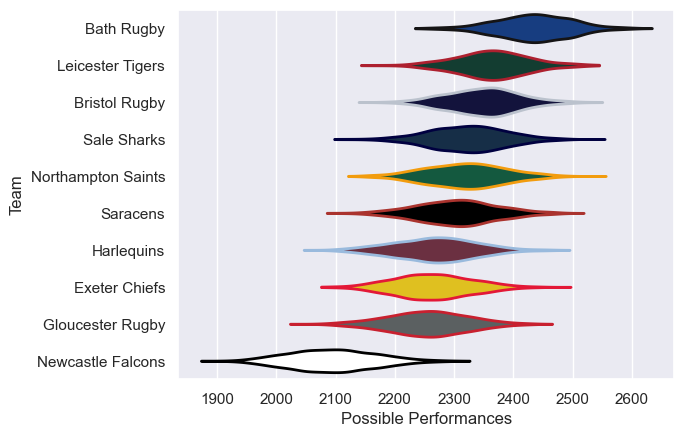 Bath Rugby
Leicester Tigers
Bristol Rugby
Sale Sharks
Northampton Saints
Saracens
Harlequins
Exeter Chiefs
Gloucester Rugby
Newcastle Falcons
Team
1900 2000 2100 2200 2300 2400 2500 2600
Possible Performances